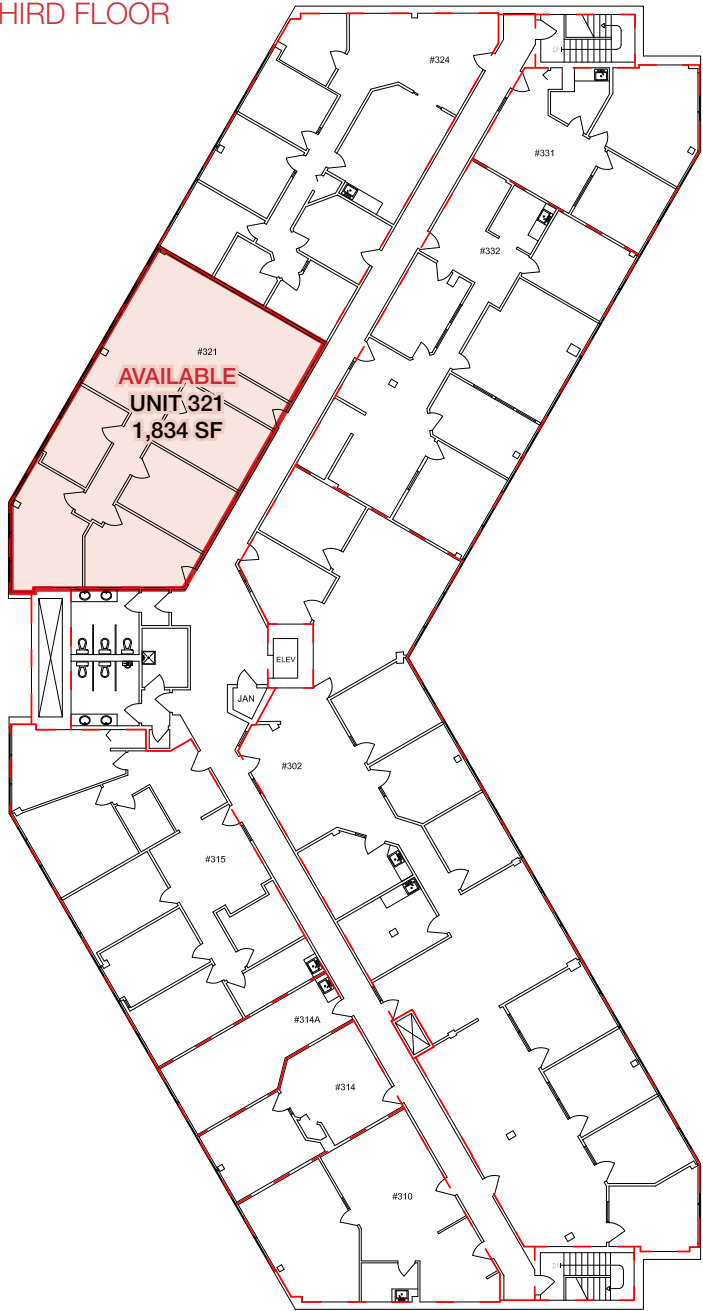 HIRD FLOOR
#324
#331
#332
#321
AVAILABLE
UNIT 321
1,834 SF
ELEV
JAN
#302
#315
#314A
#314
#310